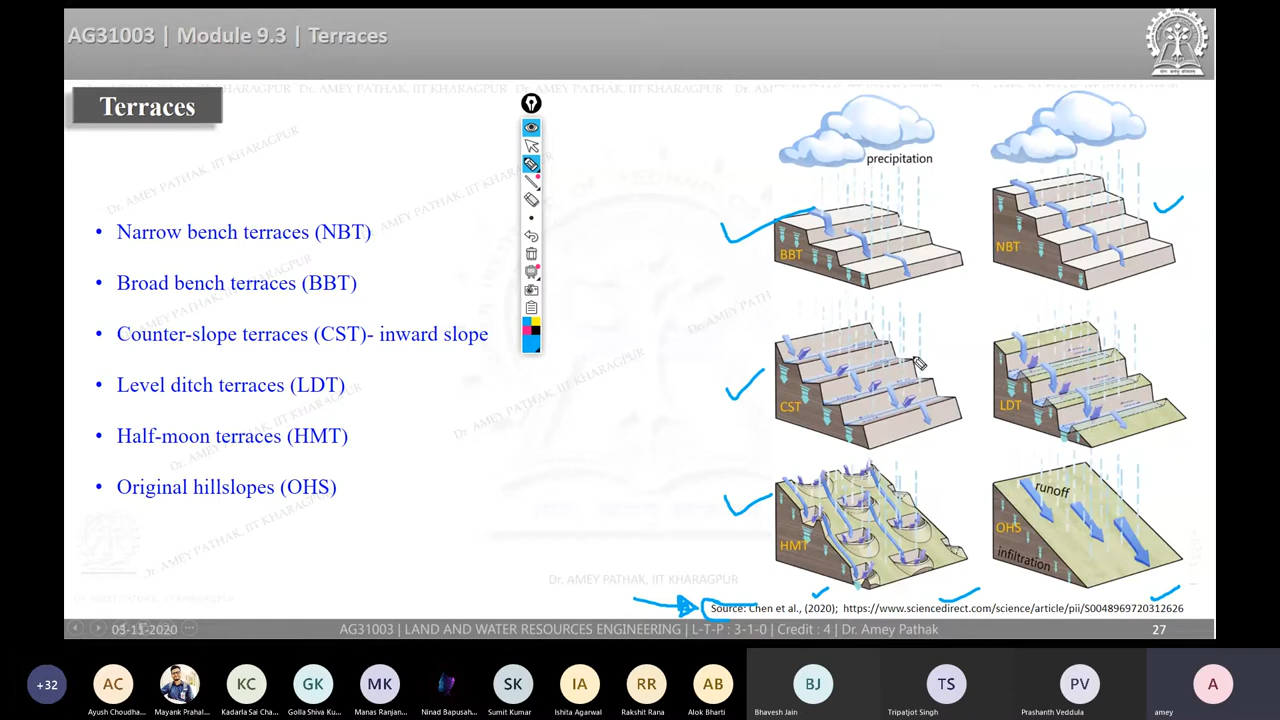 AG31003 | Module 9.3 | Terraces
Dr. AMEY PATHAK, IIT KHARAGPUR
Terraces
• Narrow bench terraces (NBT)
• Broad bench terraces (BBT)
• Counter-slope terraces (CST)- inward slope
• Level ditch terraces (LDT)
• Half-moon terraces (HMT)
• Original hillslopes (OHS)
precipitation
BBT
NBT
CST
LDT
HMT
runoff
OHS
infiltration
Dr. AMEY PATHAK, IIT KHARAGPUR
Source: Chen et al., (2020); https://www.sciencedirect.com/science/article/pii/S0048969720312626
03-11-2020
AG31003 | LAND AND WATER RESOURCES ENGINEERING | L-T-P : 3-1-0 | Credit : 4 | Dr. Amey Pathak
27
+32
AC
KC
GK
MK
SK
IA
RR
AB
BJ
TS
PV
A
Ayush Choudha...
Mayank Prahal...
Kadarla Sai Cha...
Golla Shiva Ku...
Manas Ranjan...
Ninad Bapusah...
Sumit Kumar
Ishita Agarwal
Rakshit Rana
Alok Bharti
Bhavesh Jain
Tripatjot Singh
Prashanth Veddula
amey